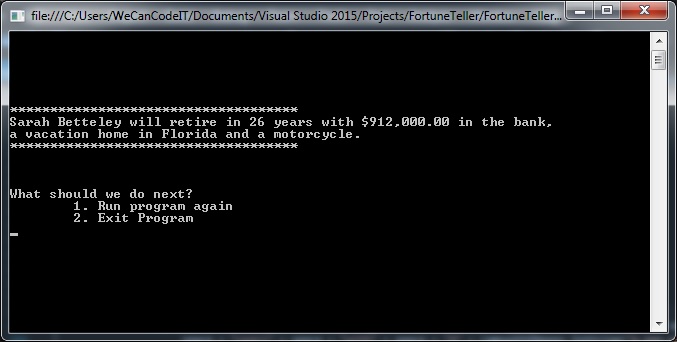 file:///C:/Users/WeCanCodeIT/Documents/Visual Studio 2015/Projects/FortuneTeller/FortuneTeller...
************************************
Sarah Betteley will retire in 26 years with $912,000.00 in the bank,
a vacation home in Florida and a motorcycle.
************************************
What should we do next?
1. Run program again
2. Exit Program